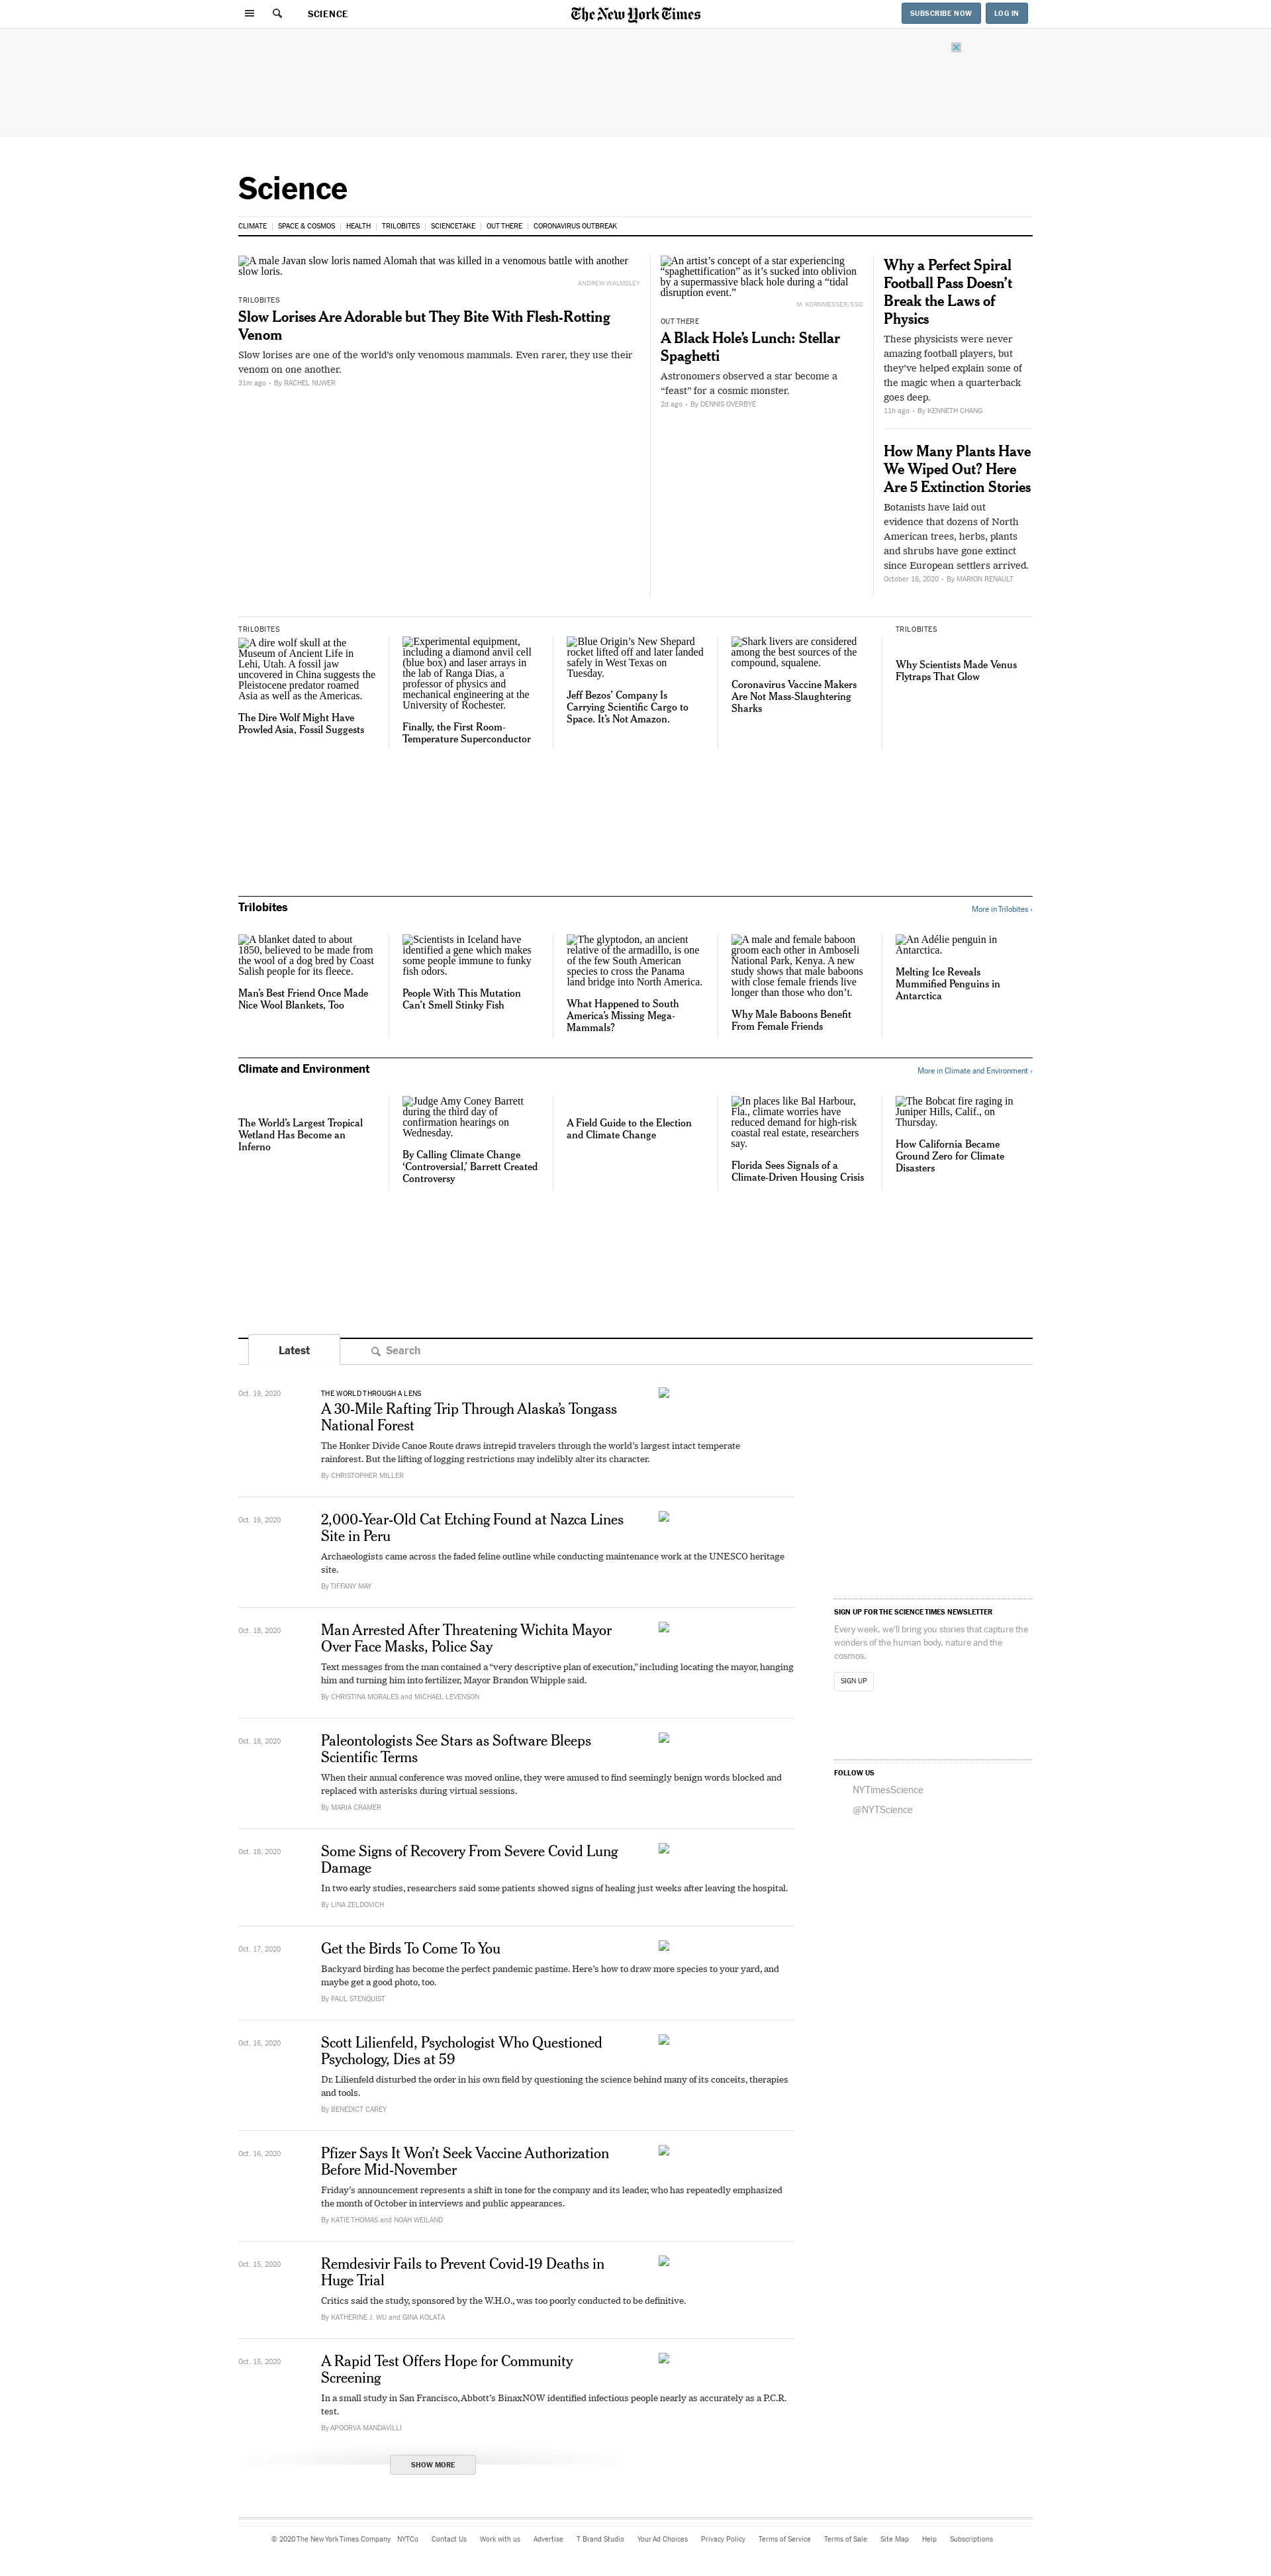 SCIENCE
The New York Times
SUBSCRIBE NOW
LOG IN
Science
CLIMATE
SPACE & COSMOS
HEALTH
TRILOBITES
SCIENCETAKE
OUT THERE
CORONAVIRUS OUTBREAK
A male Javan slow loris named Alomah that was killed in a venomous battle with another
slow loris.
ANDREW WALMSLEY
TRILOBITES
Slow Lorises Are Adorable but They Bite With Flesh-Rotting
Venom
Slow lorises are one of the world's only venomous mammals. Even rarer, they use their
venom on one another.
31m ago • By RACHEL NUWER
An artist's concept of a star experiencing
“spaghettification” as it's sucked into oblivion
by a supermassive black hole during a “tidal
disruption event.”
M. KORNMESSER/ESO
OUT THERE
A Black Hole's Lunch: Stellar
Spaghetti
Astronomers observed a star become a
“feast” for a cosmic monster.
2d ago • By DENNIS OVERBYE
Why a Perfect Spiral
Football Pass Doesn't
Break the Laws of
Physics
These physicists were never
amazing football players, but
they've helped explain some of
the magic when a quarterback
goes deep.
11h ago • By KENNETH CHANG
How Many Plants Have
We Wiped Out? Here
Are 5 Extinction Stories
Botanists have laid out
evidence that dozens of North
American trees, herbs, plants
and shrubs have gone extinct
since European settlers arrived.
October 16, 2020 • By MARION RENAULT
TRILOBITES
A dire wolf skull at the
Museum of Ancient Life in
Lehi, Utah. A fossil jaw
uncovered in China suggests the
Pleistocene predator roamed
Asia as well as the Americas.
The Dire Wolf Might Have
Prowled Asia, Fossil Suggests
Experimental equipment,
including a diamond anvil cell
(blue box) and laser arrays in
the lab of Ranga Dias, a
professor of physics and
mechanical engineering at the
University of Rochester.
Finally, the First Room-
Temperature Superconductor
Blue Origin's New Shepard
rocket lifted off and later landed
safely in West Texas on
Tuesday.
Jeff Bezos' Company Is
Carrying Scientific Cargo to
Space. It's Not Amazon.
Shark livers are considered
among the best sources of the
compound, squalene.
Coronavirus Vaccine Makers
Are Not Mass-Slaughtering
Sharks
TRILOBITES
Why Scientists Made Venus
Flytraps That Glow
Trilobites
More in Trilobites ›
A blanket dated to about
1850, believed to be made from
the wool of a dog bred by Coast
Salish people for its fleece.
Man's Best Friend Once Made
Nice Wool Blankets, Too
Scientists in Iceland have
identified a gene which makes
some people immune to funky
fish odors.
People With This Mutation
Can't Smell Stinky Fish
The glyptodon, an ancient
relative of the armadillo, is one
of the few South American
species to cross the Panama
land bridge into North America.
What Happened to South
America's Missing Mega-
Mammals?
A male and female baboon
groom each other in Amboseli
National Park, Kenya. A new
study shows that male baboons
with close female friends live
longer than those who don't.
Why Male Baboons Benefit
From Female Friends
An Adélie penguin in
Antarctica.
Melting Ice Reveals
Mummified Penguins in
Antarctica
Climate and Environment
More in Climate and Environment ›
The World's Largest Tropical
Wetland Has Become an
Inferno
Judge Amy Coney Barrett
during the third day of
confirmation hearings on
Wednesday.
By Calling Climate Change
‘Controversial,’ Barrett Created
Controversy
A Field Guide to the Election
and Climate Change
In places like Bal Harbour,
Fla., climate worries have
reduced demand for high-risk
coastal real estate, researchers
say.
Florida Sees Signals of a
Climate-Driven Housing Crisis
The Bobcat fire raging in
Juniper Hills, Calif., on
Thursday.
How California Became
Ground Zero for Climate
Disasters
Latest
Search
Oct. 19, 2020
THE WORLD THROUGH A LENS
A 30-Mile Rafting Trip Through Alaska's Tongass
National Forest
The Honker Divide Canoe Route draws intrepid travelers through the world's largest intact temperate
rainforest. But the lifting of logging restrictions may indelibly alter its character.
By CHRISTOPHER MILLER
Oct. 19, 2020
2,000-Year-Old Cat Etching Found at Nazca Lines
Site in Peru
Archaeologists came across the faded feline outline while conducting maintenance work at the UNESCO heritage
site.
By TIFFANY MAY
Oct. 18, 2020
Man Arrested After Threatening Wichita Mayor
Over Face Masks, Police Say
Text messages from the man contained a “very descriptive plan of execution,” including locating the mayor, hanging
him and turning him into fertilizer, Mayor Brandon Whipple said.
By CHRISTINA MORALES and MICHAEL LEVENSON
Oct. 18, 2020
Paleontologists See Stars as Software Bleeps
Scientific Terms
When their annual conference was moved online, they were amused to find seemingly benign words blocked and
replaced with asterisks during virtual sessions.
By MARIA CRAMER
Oct. 18, 2020
Some Signs of Recovery From Severe Covid Lung
Damage
In two early studies, researchers said some patients showed signs of healing just weeks after leaving the hospital.
By LINA ZELDOVICH
Oct. 17, 2020
Get the Birds To Come To You
Backyard birding has become the perfect pandemic pastime. Here's how to draw more species to your yard, and
maybe get a good photo, too.
By PAUL STENQUIST
Oct. 16, 2020
Scott Lilienfeld, Psychologist Who Questioned
Psychology, Dies at 59
Dr. Lilienfeld disturbed the order in his own field by questioning the science behind many of its conceits, therapies
and tools.
By BENEDICT CAREY
Oct. 16, 2020
Pfizer Says It Won't Seek Vaccine Authorization
Before Mid-November
Friday's announcement represents a shift in tone for the company and its leader, who has repeatedly emphasized
the month of October in interviews and public appearances.
By KATIE THOMAS and NOAH WEILAND
Oct. 15, 2020
Remdesivir Fails to Prevent Covid-19 Deaths in
Huge Trial
Critics said the study, sponsored by the W.H.O., was too poorly conducted to be definitive.
By KATHERINE J. WU and GINA KOLATA
Oct. 15, 2020
A Rapid Test Offers Hope for Community
Screening
In a small study in San Francisco, Abbott's BinaxNOW identified infectious people nearly as accurately as a P.C.R.
test.
By APOORVA MANDAVILLI
SHOW MORE
SIGN UP FOR THE SCIENCE TIMES NEWSLETTER
Every week, we'll bring you stories that capture the
wonders of the human body, nature and the
cosmos.
SIGN UP
FOLLOW US
NYTimesScience
@NYTScience
© 2020 The New York Times Company
NYTCo
Contact Us
Work with us
Advertise
T Brand Studio
Your Ad Choices
Privacy Policy
Terms of Service
Terms of Sale
Site Map
Help
Subscriptions